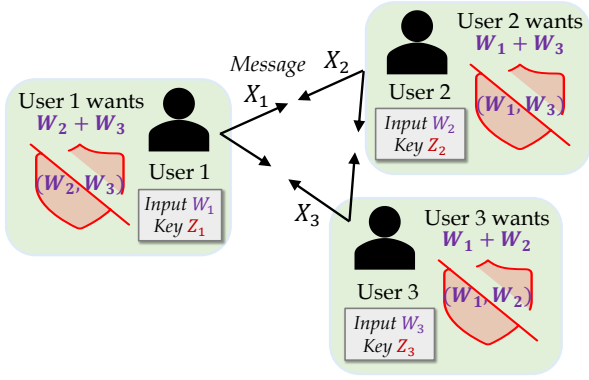 User 1 wants
W₂ + W₃
(W₂, W₃)
User 1
Input W₁
Key Z₁
Message
X₁
X₂
X₃
User 2 wants
W₁ + W₃
(W₁, W₃)
User 2
Input W₂
Key Z₂
User 3 wants
W₁ + W₂
(W₁, W₂)
User 3
Input W₃
Key Z₃